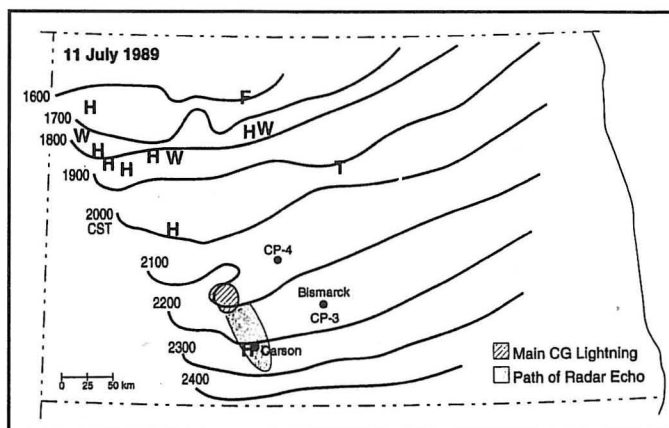 11 July 1989
1600
F
H
1700
W
H W
1800
H
H
H
H
W
1900
T
2000
CST
H
CP-4
2100
2200
Bismarck
CP-3
H
Carson
2300
2400
0 25 50 km
Main CG Lightning
Path of Radar Echo